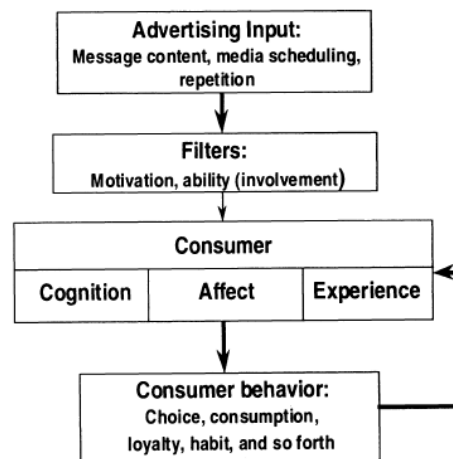 Advertising Input:
Message content, media scheduling,
repetition
Filters:
Motivation, ability (involvement)
Consumer
Cognition
Affect
Experience
Consumer behavior:
Choice, consumption,
loyalty, habit, and so forth